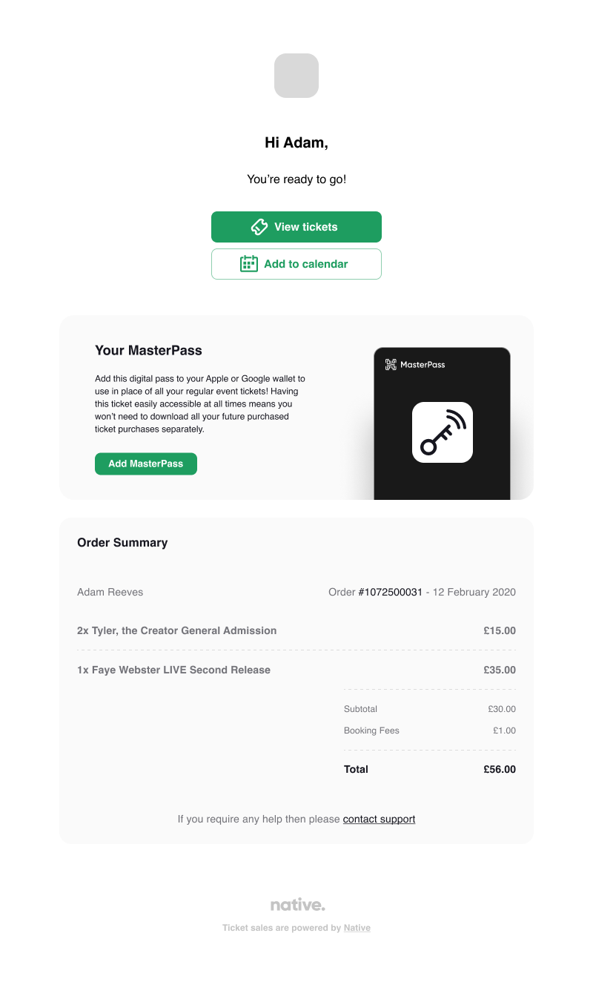 Hi Adam,
You’re ready to go!
View tickets
Add to calendar
Your MasterPass
Add this digital pass to your Apple or Google wallet to
use in place of all your regular event tickets! Having
this ticket easily accessible at all times means you
won’t need to download all your future purchased
ticket purchases separately.
Add MasterPass
MasterPass
Order Summary
Adam Reeves Order #1072500031 - 12 February 2020
2x Tyler, the Creator General Admission £15.00
1x Faye Webster LIVE Second Release £35.00
Subtotal £30.00
Booking Fees £1.00
Total £56.00
If you require any help then please contact support
native.
Ticket sales are powered by Native